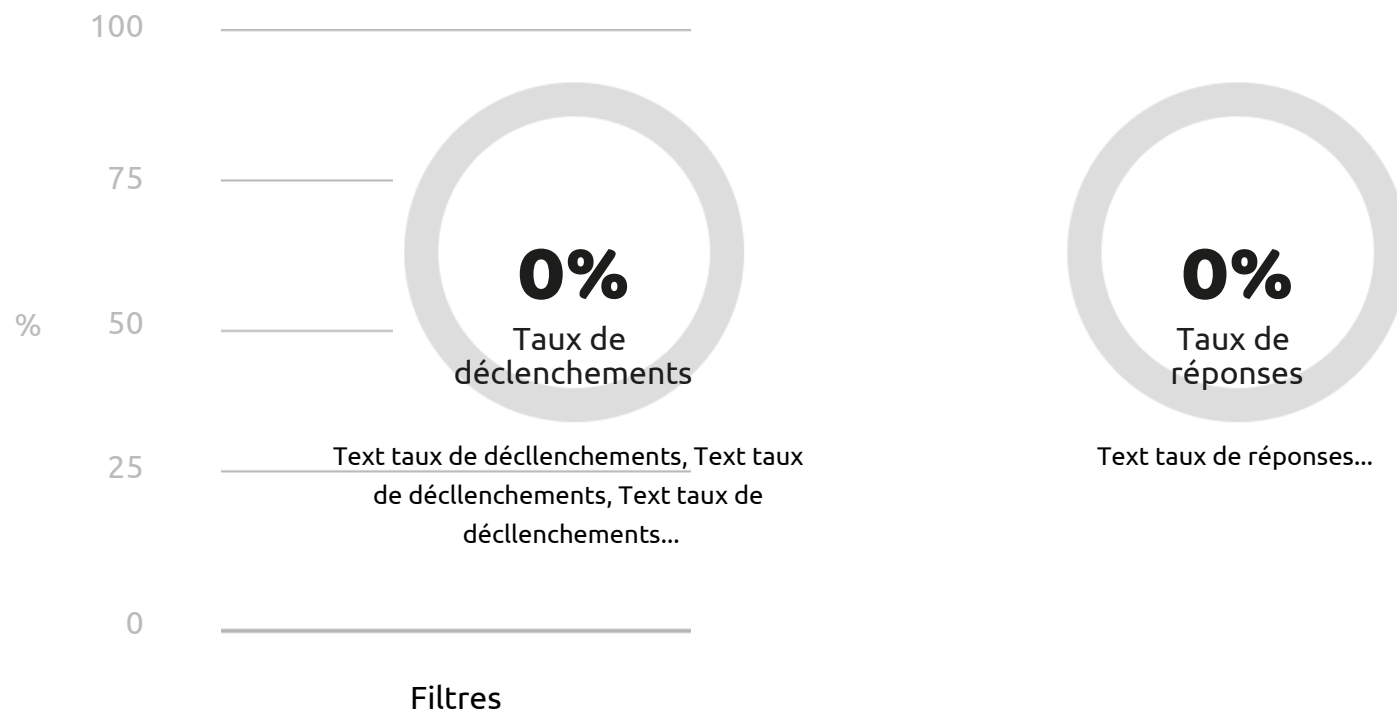 100
75
%
50
25
0
0%
Taux de
déclenchements
Text taux de décllenchements, Text taux
de décllenchements, Text taux de
décllenchements...
0%
Taux de
réponses
Text taux de réponses...
Filtres